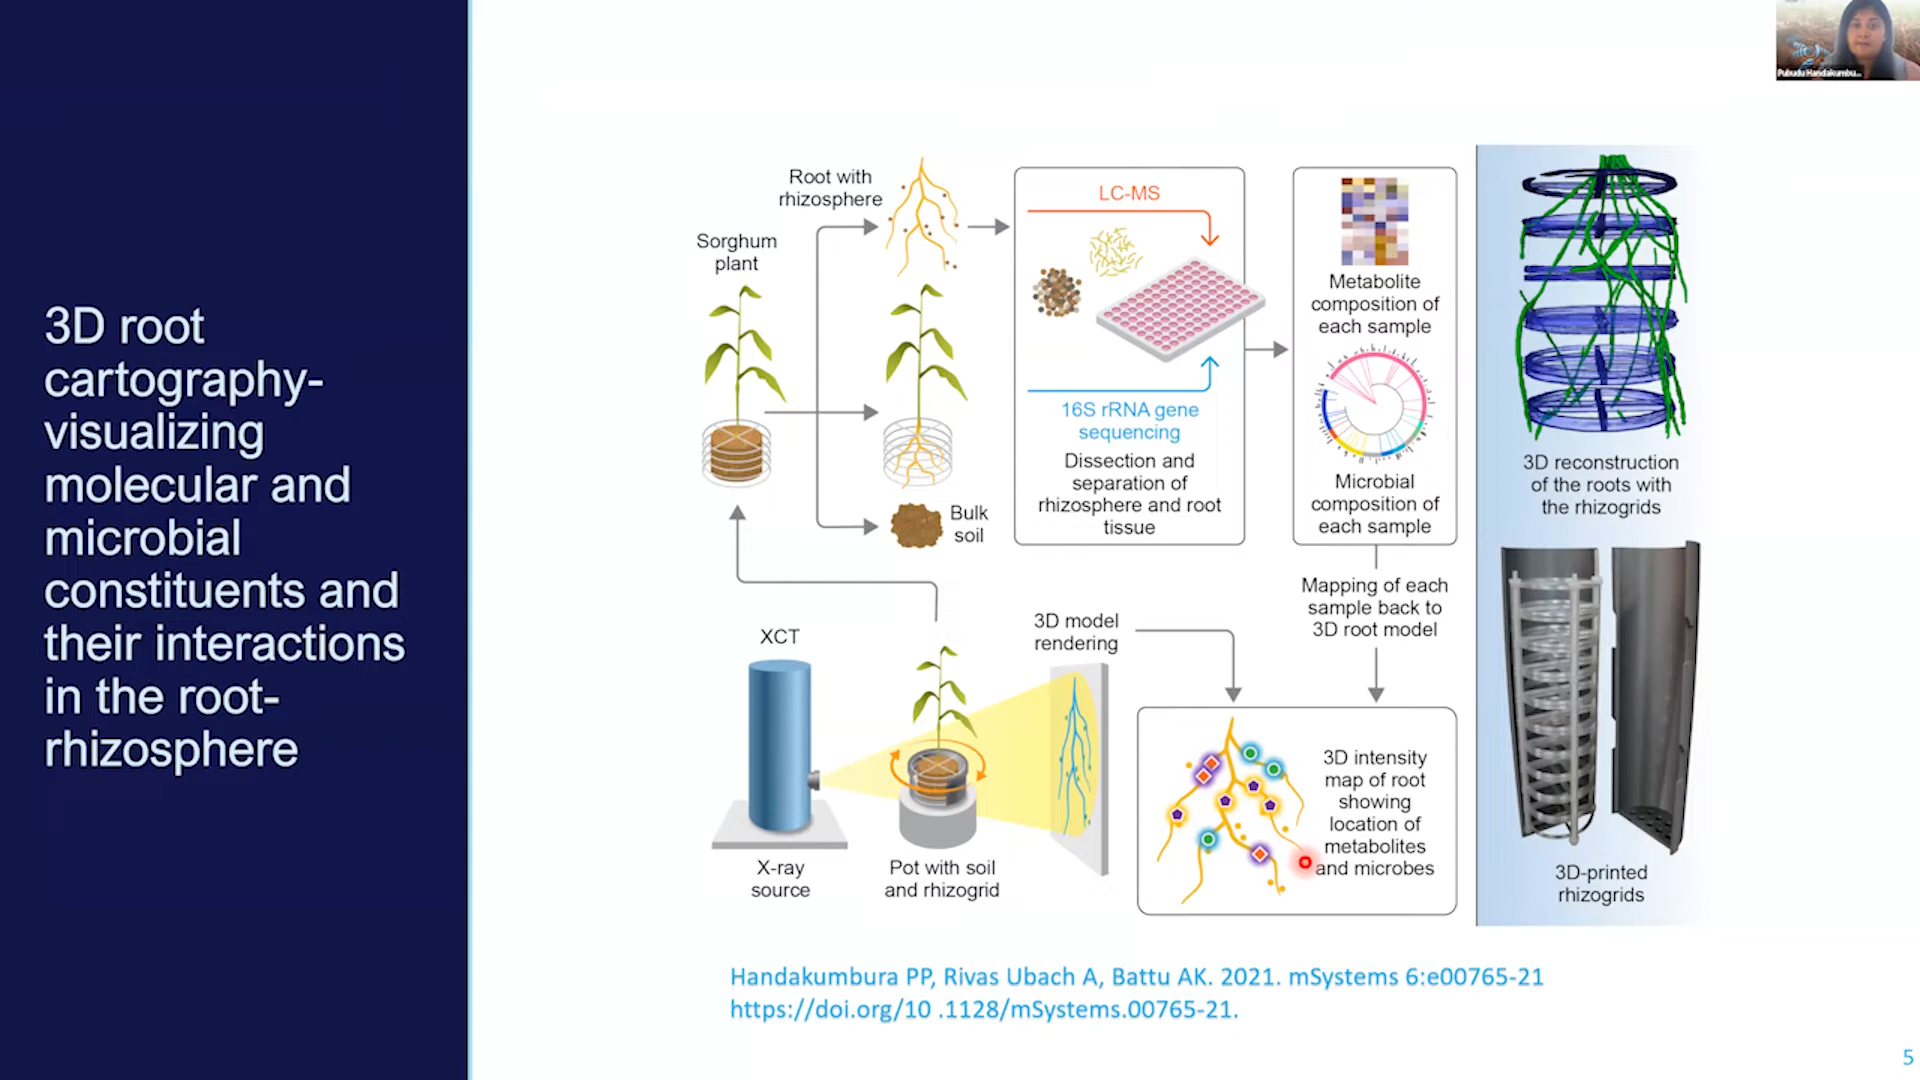 3D root
cartography-
visualizing
molecular and
microbial
constituents and
their interactions
in the root-
rhizosphere
Root with
rhizosphere
Sorghum
plant
Bulk
soil
LC-MS
16S rRNA gene
sequencing
Dissection and
separation of
rhizosphere and root
tissue
Metabolite
composition of
each sample
Microbial
composition of
each sample
Mapping of each
sample back to
3D root model
XCT
X-ray
source
Pot with soil
and rhizogrid
3D model
rendering
3D intensity
map of root
showing
location of
metabolites
and microbes
3D reconstruction
of the roots with
the rhizogrids
3D-printed
rhizogrids
Handakumbura PP, Rivas Ubach A, Battu AK. 2021. mSystems 6:e00765-21
https://doi.org/10 .1128/mSystems.00765-21.
Pubudu Handakumbu...
5